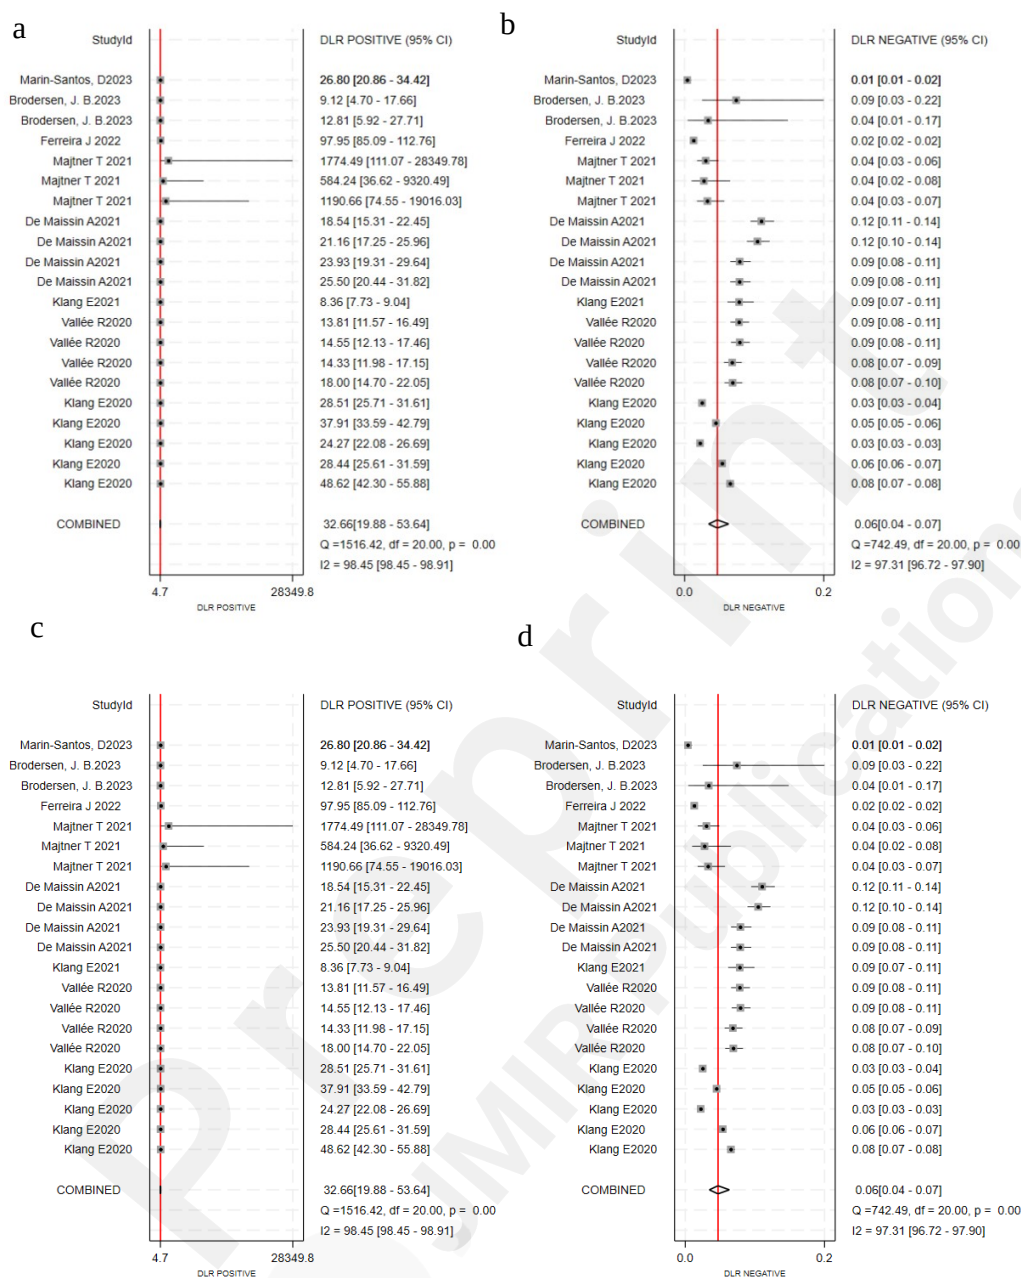 a
StudyId DLR POSITIVE (95% CI)
Marin-Santos, D2023 26.80 [20.86 - 34.42]
Brodersen, J. B.2023 9.12 [4.70 - 17.66]
Brodersen, J. B.2023 12.81 [5.92 - 27.71]
Ferreira J 2022 97.95 [85.09 - 112.76]
Majtner T 2021 1774.49 [111.07 - 28349.78]
Majtner T 2021 584.24 [36.62 - 9320.49]
Majtner T 2021 1190.66 [74.55 - 19016.03]
De Maissin A2021 18.54 [15.31 - 22.45]
De Maissin A2021 21.16 [17.25 - 25.96]
De Maissin A2021 23.93 [19.31 - 29.64]
De Maissin A2021 25.50 [20.44 - 31.82]
Klang E2021 8.36 [7.73 - 9.04]
Vallée R2020 13.81 [11.57 - 16.49]
Vallée R2020 14.55 [12.13 - 17.46]
Vallée R2020 14.33 [11.98 - 17.15]
Vallée R2020 18.00 [14.70 - 22.05]
Klang E2020 28.51 [25.71 - 31.61]
Klang E2020 37.91 [33.59 - 42.79]
Klang E2020 24.27 [22.08 - 26.69]
Klang E2020 28.44 [25.61 - 31.59]
Klang E2020 48.62 [42.30 - 55.88]
COMBINED 32.66[19.88 - 53.64]
Q =1516.42, df = 20.00, p = 0.00
I2 = 98.45 [98.45 - 98.91]
4.7 28349.8
DLR POSITIVE
b
StudyId DLR NEGATIVE (95% CI)
Marin-Santos, D2023 0.01 [0.01 - 0.02]
Brodersen, J. B.2023 0.09 [0.03 - 0.22]
Brodersen, J. B.2023 0.04 [0.01 - 0.17]
Ferreira J 2022 0.02 [0.02 - 0.02]
Majtner T 2021 0.04 [0.03 - 0.06]
Majtner T 2021 0.04 [0.02 - 0.08]
Majtner T 2021 0.04 [0.03 - 0.07]
De Maissin A2021 0.12 [0.11 - 0.14]
De Maissin A2021 0.12 [0.10 - 0.14]
De Maissin A2021 0.09 [0.08 - 0.11]
De Maissin A2021 0.09 [0.08 - 0.11]
Klang E2021 0.09 [0.07 - 0.11]
Vallée R2020 0.09 [0.08 - 0.11]
Vallée R2020 0.09 [0.08 - 0.11]
Vallée R2020 0.08 [0.07 - 0.09]
Vallée R2020 0.08 [0.07 - 0.10]
Klang E2020 0.03 [0.03 - 0.04]
Klang E2020 0.05 [0.05 - 0.06]
Klang E2020 0.03 [0.03 - 0.03]
Klang E2020 0.06 [0.06 - 0.07]
Klang E2020 0.08 [0.07 - 0.08]
COMBINED 0.06[0.04 - 0.07]
Q =742.49, df = 20.00, p = 0.00
I2 = 97.31 [96.72 - 97.90]
0.0 0.2
DLR NEGATIVE
c
StudyId DLR POSITIVE (95% CI)
Marin-Santos, D2023 26.80 [20.86 - 34.42]
Brodersen, J. B.2023 9.12 [4.70 - 17.66]
Brodersen, J. B.2023 12.81 [5.92 - 27.71]
Ferreira J 2022 97.95 [85.09 - 112.76]
Majtner T 2021 1774.49 [111.07 - 28349.78]
Majtner T 2021 584.24 [36.62 - 9320.49]
Majtner T 2021 1190.66 [74.55 - 19016.03]
De Maissin A2021 18.54 [15.31 - 22.45]
De Maissin A2021 21.16 [17.25 - 25.96]
De Maissin A2021 23.93 [19.31 - 29.64]
De Maissin A2021 25.50 [20.44 - 31.82]
Klang E2021 8.36 [7.73 - 9.04]
Vallée R2020 13.81 [11.57 - 16.49]
Vallée R2020 14.55 [12.13 - 17.46]
Vallée R2020 14.33 [11.98 - 17.15]
Vallée R2020 18.00 [14.70 - 22.05]
Klang E2020 28.51 [25.71 - 31.61]
Klang E2020 37.91 [33.59 - 42.79]
Klang E2020 24.27 [22.08 - 26.69]
Klang E2020 28.44 [25.61 - 31.59]
Klang E2020 48.62 [42.30 - 55.88]
COMBINED 32.66[19.88 - 53.64]
Q =1516.42, df = 20.00, p = 0.00
I2 = 98.45 [98.45 - 98.91]
4.7 28349.8
DLR POSITIVE
d
StudyId DLR NEGATIVE (95% CI)
Marin-Santos, D2023 0.01 [0.01 - 0.02]
Brodersen, J. B.2023 0.09 [0.03 - 0.22]
Brodersen, J. B.2023 0.04 [0.01 - 0.17]
Ferreira J 2022 0.02 [0.02 - 0.02]
Majtner T 2021 0.04 [0.03 - 0.06]
Majtner T 2021 0.04 [0.02 - 0.08]
Majtner T 2021 0.04 [0.03 - 0.07]
De Maissin A2021 0.12 [0.11 - 0.14]
De Maissin A2021 0.12 [0.10 - 0.14]
De Maissin A2021 0.09 [0.08 - 0.11]
De Maissin A2021 0.09 [0.08 - 0.11]
Klang E2021 0.09 [0.07 - 0.11]
Vallée R2020 0.09 [0.08 - 0.11]
Vallée R2020 0.09 [0.08 - 0.11]
Vallée R2020 0.08 [0.07 - 0.09]
Vallée R2020 0.08 [0.07 - 0.10]
Klang E2020 0.03 [0.03 - 0.04]
Klang E2020 0.05 [0.05 - 0.06]
Klang E2020 0.03 [0.03 - 0.03]
Klang E2020 0.06 [0.06 - 0.07]
Klang E2020 0.08 [0.07 - 0.08]
COMBINED 0.06[0.04 - 0.07]
Q =742.49, df = 20.00, p = 0.00
I2 = 97.31 [96.72 - 97.90]
0.0 0.2
DLR NEGATIVE
Preprint
JMIR Publications